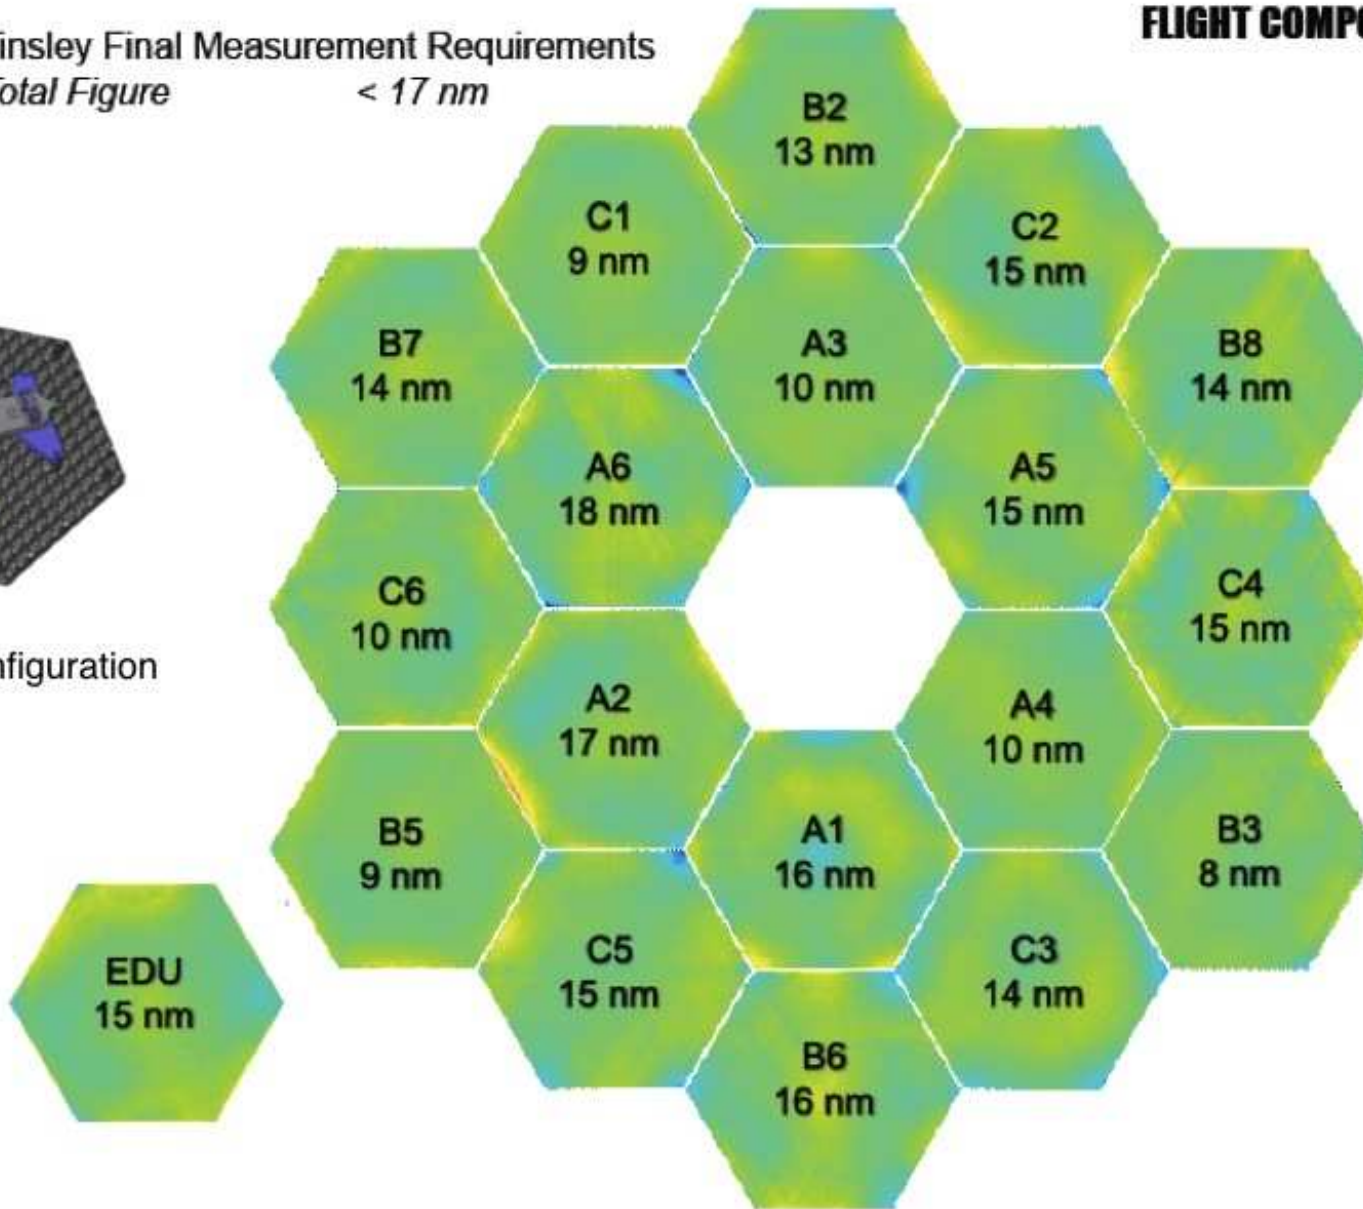 insley Final Measurement Requirements
otal Figure < 17 nm
FLIGHT COMPO
B2
13 nm
C1
9 nm
C2
15 nm
B7
14 nm
A3
10 nm
B8
14 nm
A6
18 nm
A5
15 nm
C6
10 nm
C4
15 nm
nfiguration
A2
17 nm
A4
10 nm
B5
9 nm
A1
16 nm
B3
8 nm
EDU
15 nm
C5
15 nm
C3
14 nm
B6
16 nm